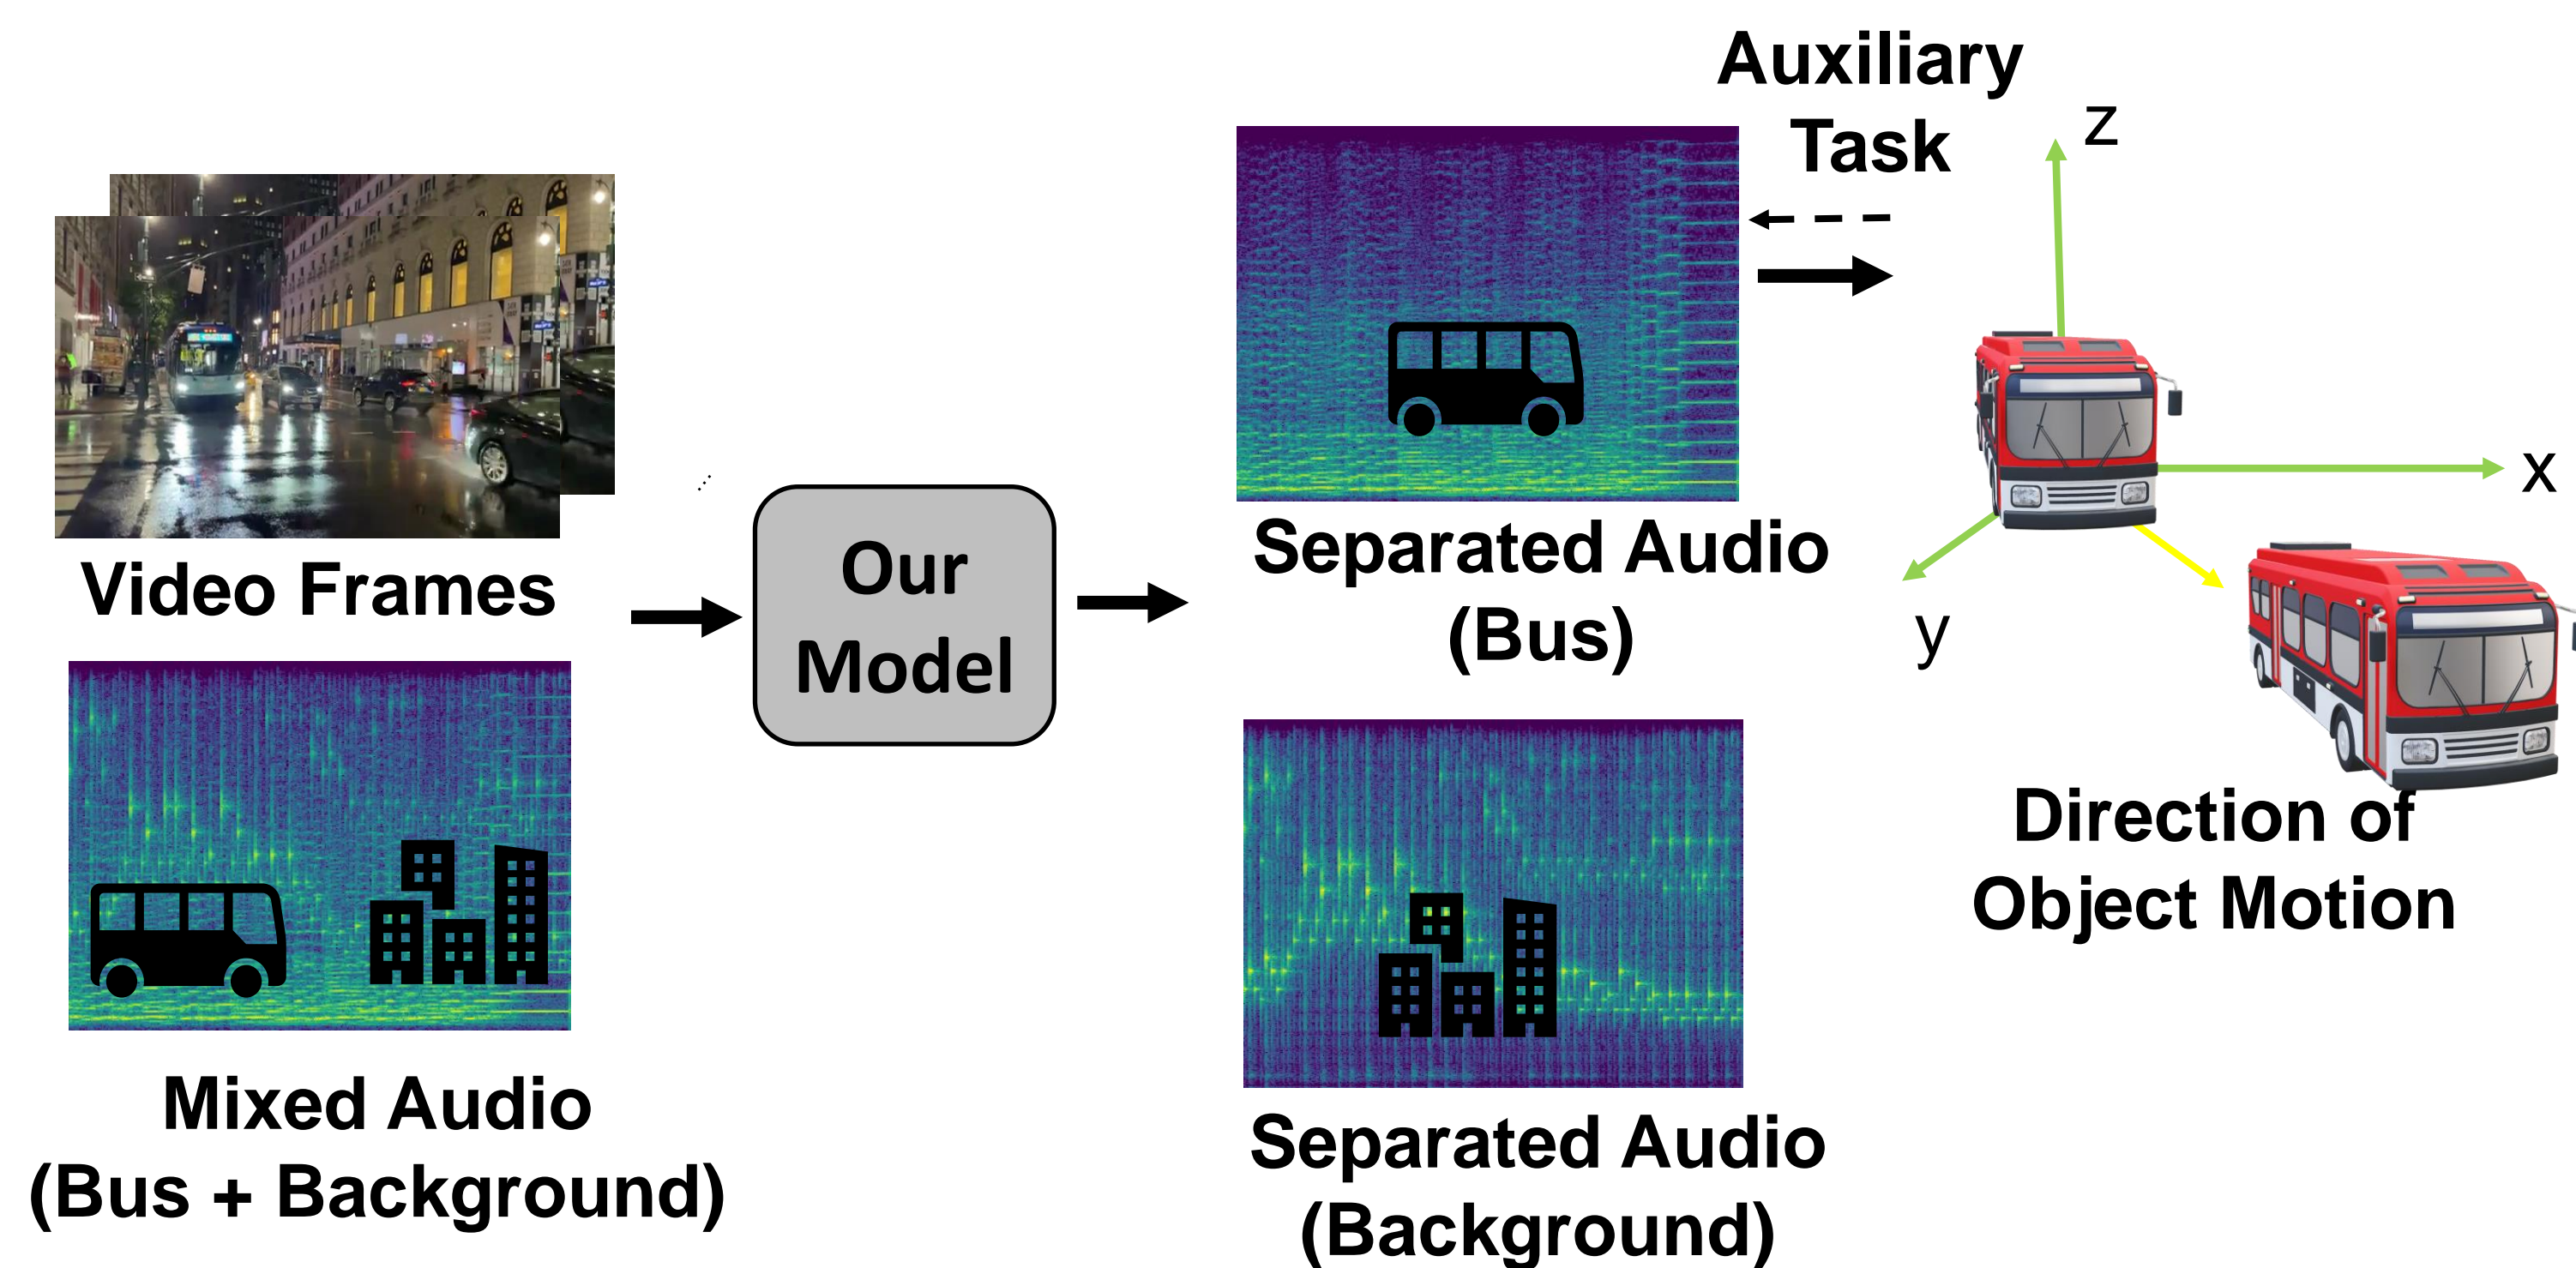 Video Frames
Mixed Audio
(Bus + Background)
Our
Model
Separated Audio
(Bus)
Separated Audio
(Background)
Auxiliary
Task
z
x
y
Direction of
Object Motion